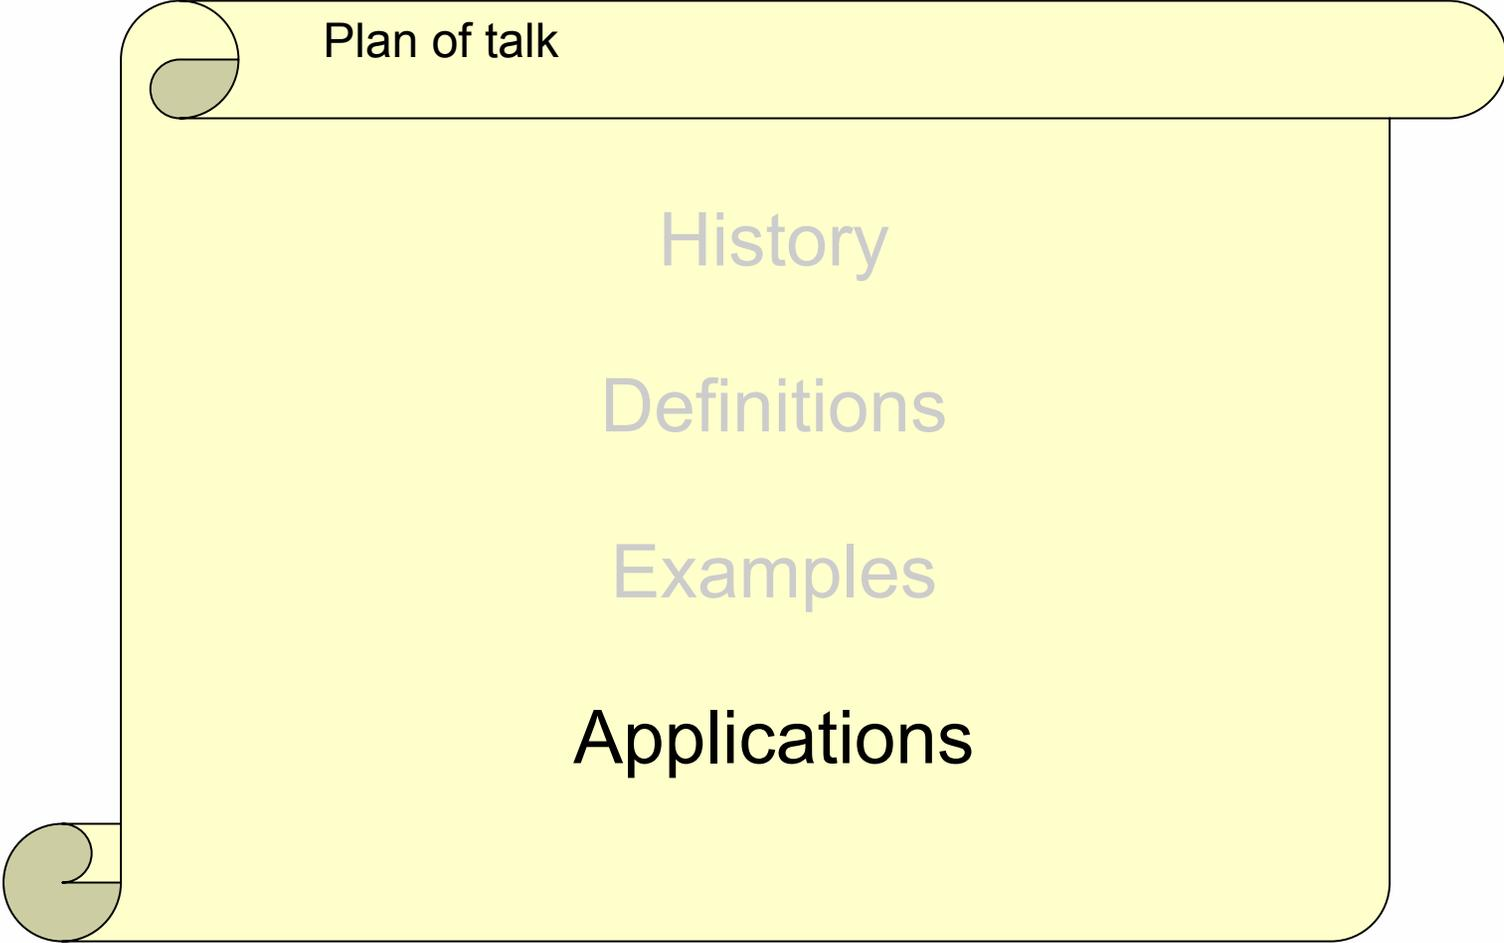 Plan of talk
History
Definitions
Examples
Applications